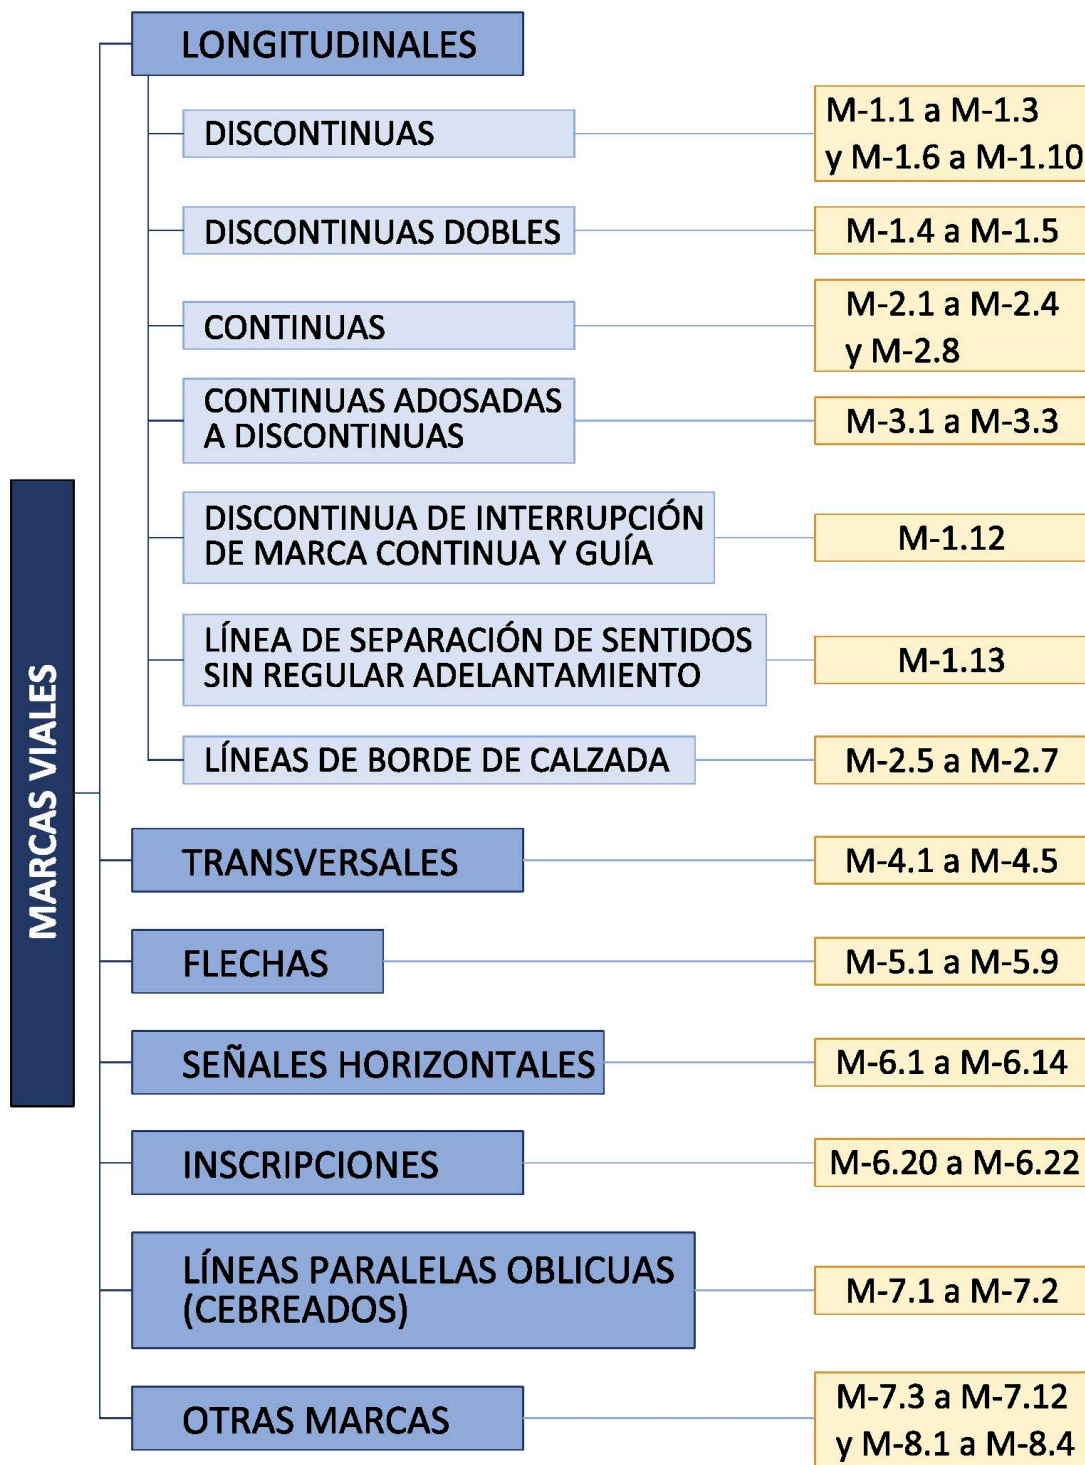 MARCAS VIALES
LONGITUDINALES
DISCONTINUAS
M-1.1 a M-1.3
y M-1.6 a M-1.10
DISCONTINUAS DOBLES
M-1.4 a M-1.5
CONTINUAS
M-2.1 a M-2.4
y M-2.8
CONTINUAS ADOSADAS
A DISCONTINUAS
M-3.1 a M-3.3
DISCONTINUA DE INTERRUPCIÓN
DE MARCA CONTINUA Y GUÍA
M-1.12
LÍNEA DE SEPARACIÓN DE SENTIDOS
SIN REGULAR ADELANTAMIENTO
M-1.13
LÍNEAS DE BORDE DE CALZADA
M-2.5 a M-2.7
TRANSVERSALES
M-4.1 a M-4.5
FLECHAS
M-5.1 a M-5.9
SEÑALES HORIZONTALES
M-6.1 a M-6.14
INSCRIPCIONES
M-6.20 a M-6.22
LÍNEAS PARALELAS OBLICUAS
(CEBREADOS)
M-7.1 a M-7.2
OTRAS MARCAS
M-7.3 a M-7.12
y M-8.1 a M-8.4